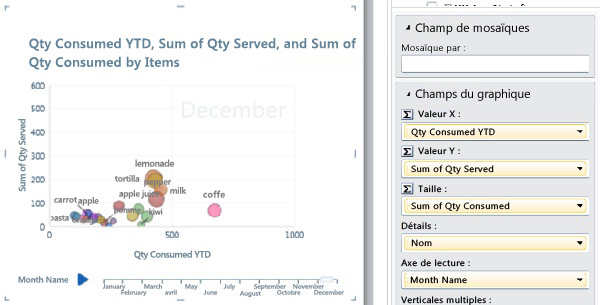 Qty Consumed YTD, Sum of Qty Served, and Sum of
Qty Consumed by Items
600
500
400
300
200
100
0
Sum of Qty Served
December
lemonade
tortilla
pepper
milk
apple juice
coffe
carrot
apple
pasta
kiwi
0
500
1000
Qty Consumed YTD
Month Name
January
February
March
avril
May
June
July
August
September
Octobre
November
December
Champ de mosaïques
Mosaïque par :
Champs du graphique
Σ Valeur X :
Qty Consumed YTD
Σ Valeur Y :
Sum of Qty Served
Σ Taille :
Sum of Qty Consumed
Détails :
Nom
Axe de lecture :
Month Name
Verticales multiples :